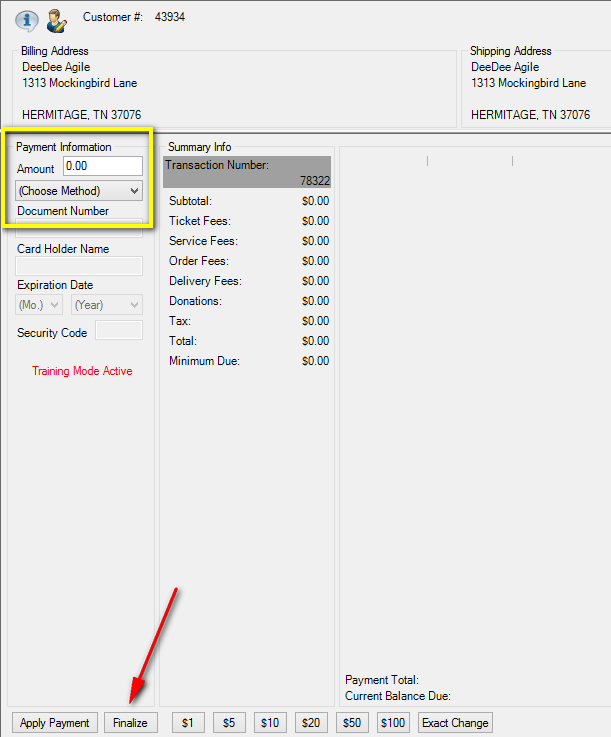 Customer #: 43934
Billing Address
DeeDee Agile
1313 Mockingbird Lane
HERMITAGE, TN 37076
Shipping Address
DeeDee Agile
1313 Mockingbird Lane
HERMITAGE, TN 37076
Payment Information
Amount 0.00
(Choose Method)
Document Number
Card Holder Name
Expiration Date
(Mo.) (Year)
Security Code
Training Mode Active
Summary Info
Transaction Number:
78322
Subtotal: $0.00
Ticket Fees: $0.00
Service Fees: $0.00
Order Fees: $0.00
Delivery Fees: $0.00
Donations: $0.00
Tax: $0.00
Total: $0.00
Minimum Due: $0.00
Payment Total:
Current Balance Due:
Apply Payment Finalize $1 $5 $10 $20 $50 $100 Exact Change